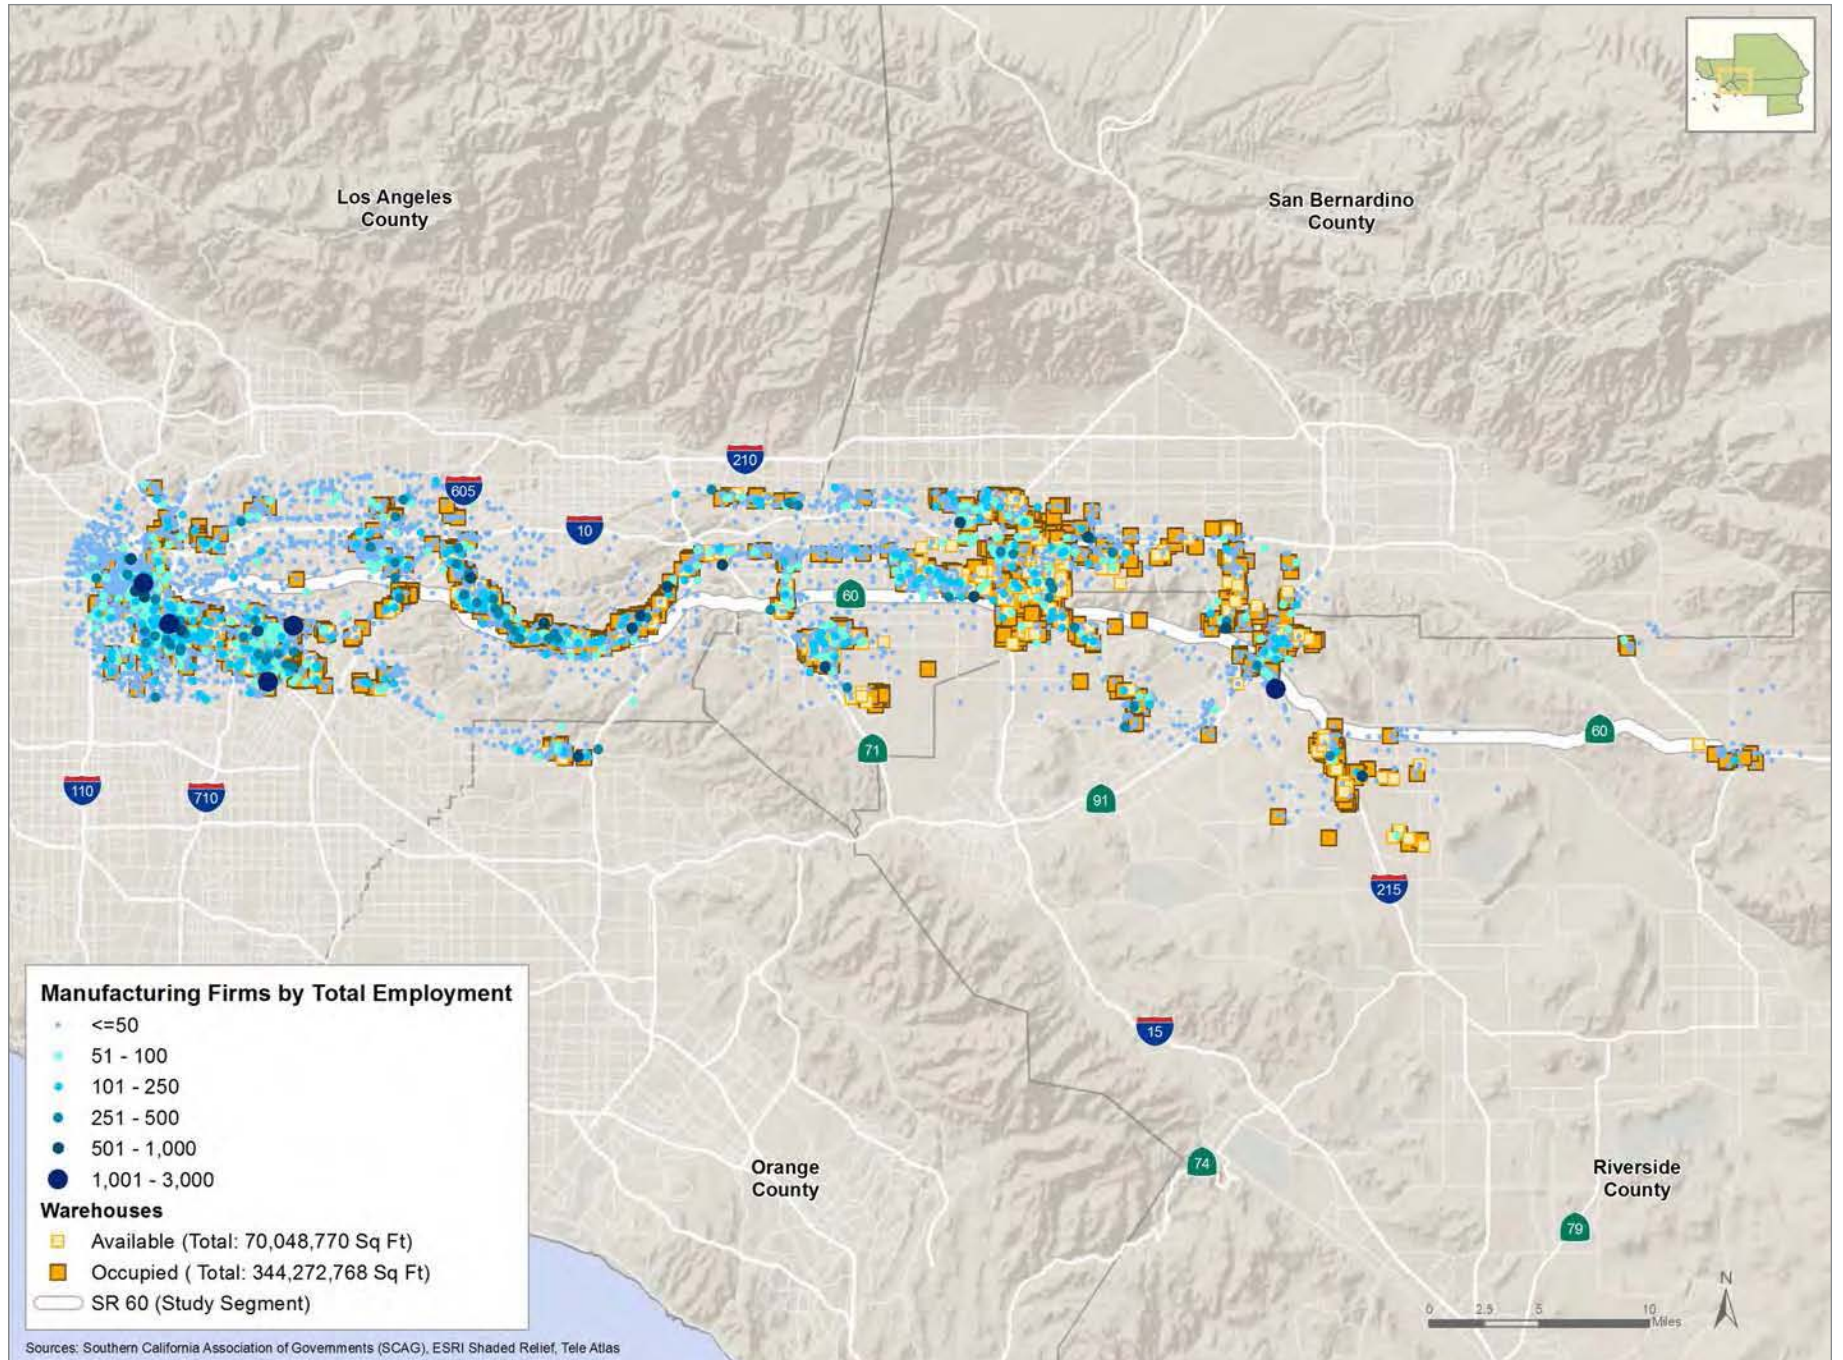 Los Angeles
County
San Bernardino
County
210
605
10
60
60
71
110
710
91
215
15
Manufacturing Firms by Total Employment
<=50
51 - 100
101 - 250
251 - 500
501 - 1,000
1,001 - 3,000
Warehouses
Available (Total: 70,048,770 Sq Ft)
Occupied ( Total: 344,272,768 Sq Ft)
SR 60 (Study Segment)
Orange
County
74
Riverside
County
79
N
0 2.5 5 10
Miles
Sources: Southern California Association of Governments (SCAG), ESRI Shaded Relief, Tele Atlas